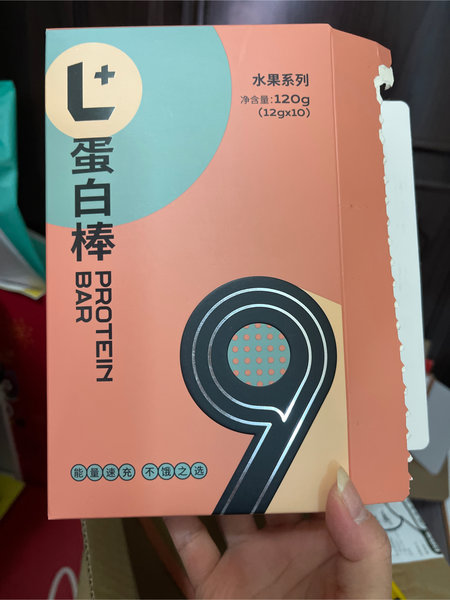 L+
水果系列
净含量:120g
(12gx10)
蛋白棒
PROTEIN
BAR
9
能量速充 不饿之选